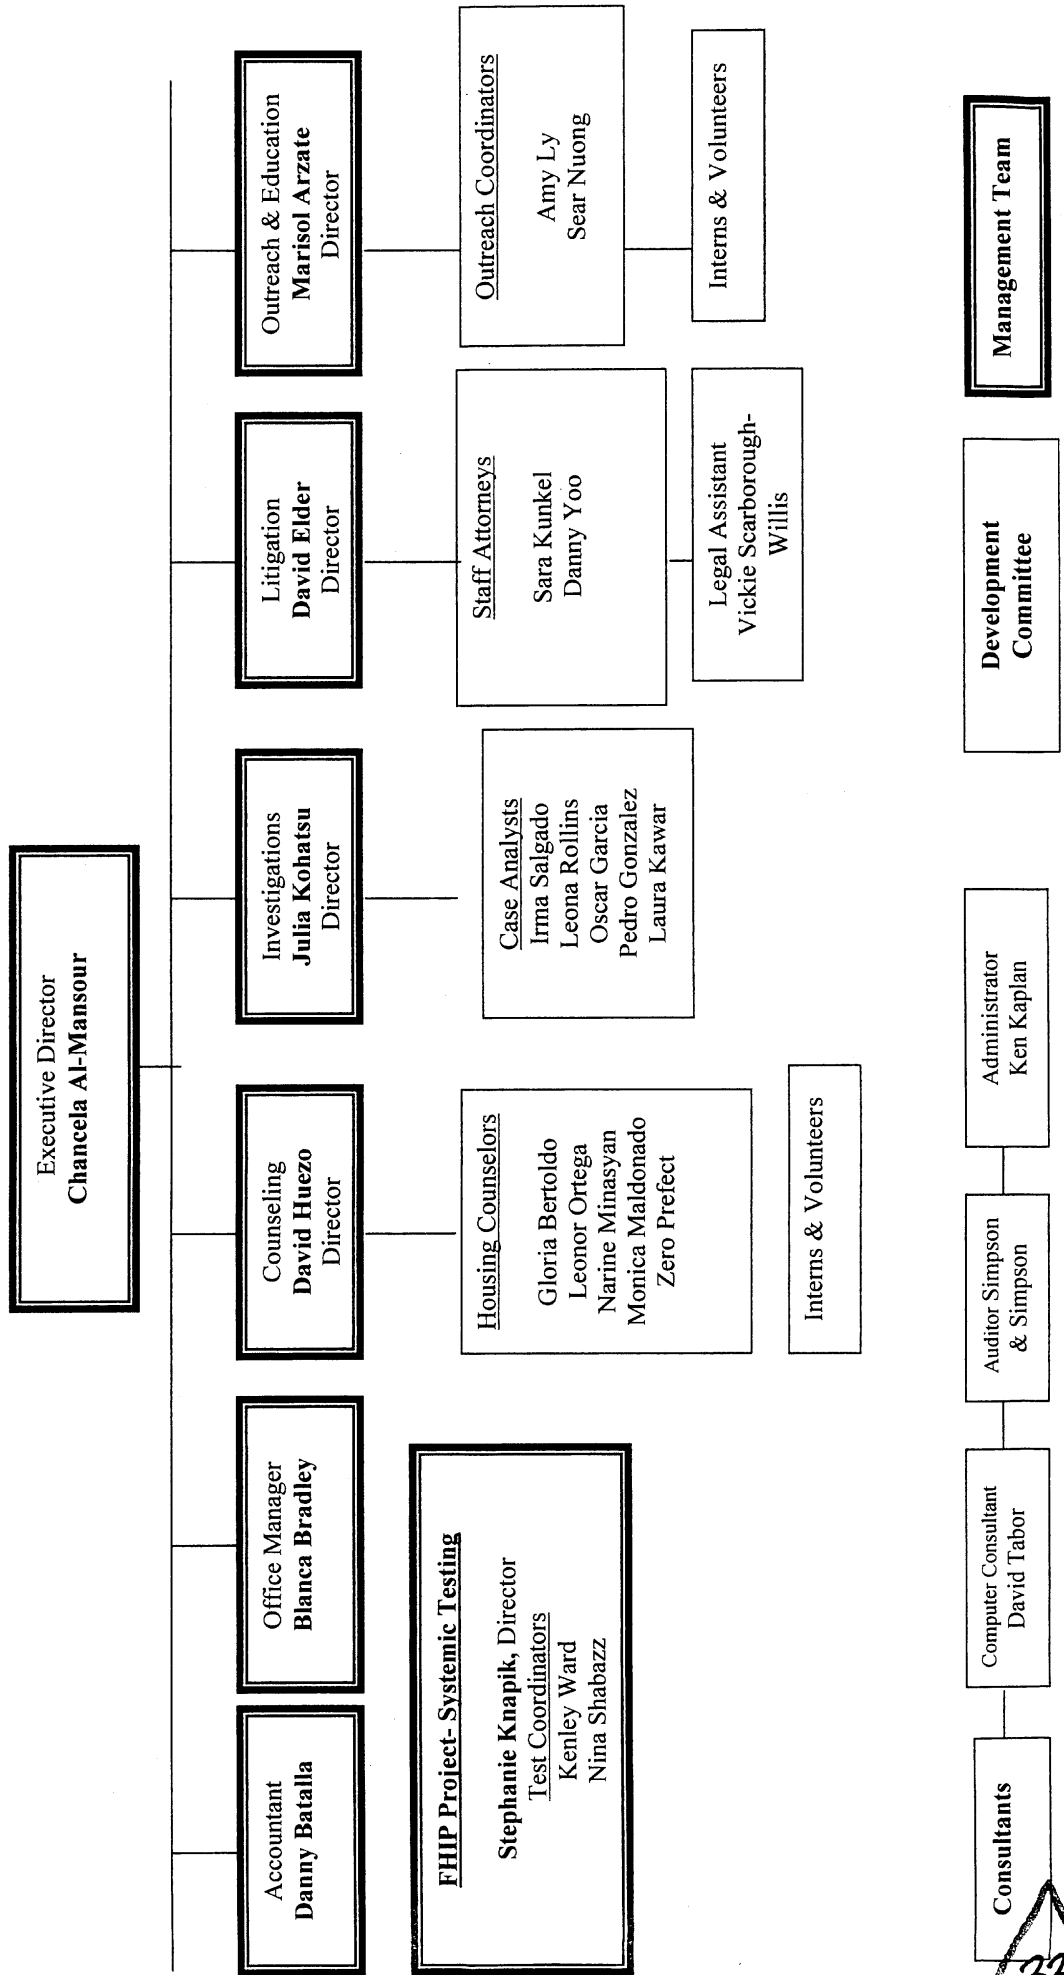 Executive Director
Chancela Al-Mansour
Accountant
Danny Batalla
Office Manager
Blanca Bradley
Counseling
David Huezo
Director
Investigations
Julia Kohatsu
Director
Litigation
David Elder
Director
Outreach & Education
Marisol Arzate
Director
FHIP Project- Systemic Testing
Stephanie Knapik, Director
Test Coordinators
Kenley Ward
Nina Shabazz
Housing Counselors
Gloria Bertoldo
Leonor Ortega
Narine Minasyan
Monica Maldonado
Zero Prefect
Interns & Volunteers
Case Analysts
Irma Salgado
Leona Rollins
Oscar Garcia
Pedro Gonzalez
Laura Kawar
Staff Attorneys
Sara Kunkel
Danny Yoo
Legal Assistant
Vickie Scarborough-
Willis
Outreach Coordinators
Amy Ly
Sear Nuong
Interns & Volunteers
Consultants
Computer Consultant
David Tabor
Auditor Simpson
& Simpson
Administrator
Ken Kaplan
Development
Committee
Management Team